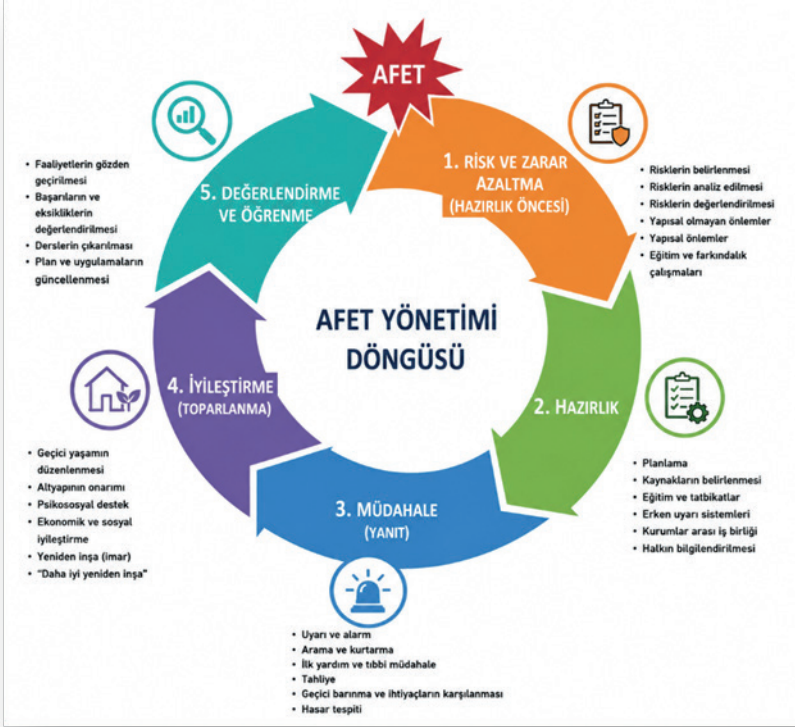 AFET
1. RİSK VE ZARAR
AZALTMA
(HAZIRLIK ÖNCESİ)
• Risklerin belirlenmesi
• Risklerin analiz edilmesi
• Risklerin değerlendirilmesi
• Yapısal olmayan önlemler
• Yapısal önlemler
• Eğitim ve farkındalık
çalışmaları
2. HAZIRLIK
• Planlama
• Kaynakların belirlenmesi
• Eğitim ve tatbikatlar
• Erken uyarı sistemleri
• Kurumlar arası iş birliği
• Halkın bilgilendirilmesi
3. MÜDAHALE
(YANIT)
• Uyarı ve alarm
• Arama ve kurtarma
• İlk yardım ve tıbbi müdahale
• Tahliye
• Geçici barınma ve ihtiyaçların karşılanması
• Hasar tespiti
4. İYİLEŞTİRME
(TOPARLANMA)
• Geçici yaşamın
düzenlenmesi
• Altyapının onarımı
• Psikososyal destek
• Ekonomik ve sosyal
iyileştirme
• Yeniden inşa (imar)
• "Daha iyi yeniden inşa"
5. DEĞERLENDİRME
VE ÖĞRENME
• Faaliyetlerin gözden
geçirilmesi
• Başarıların ve
eksikliklerin
değerlendirilmesi
• Derslerin çıkarılması
• Plan ve uygulamaların
güncellenmesi
AFET YÖNETİMİ
DÖNGÜSÜ